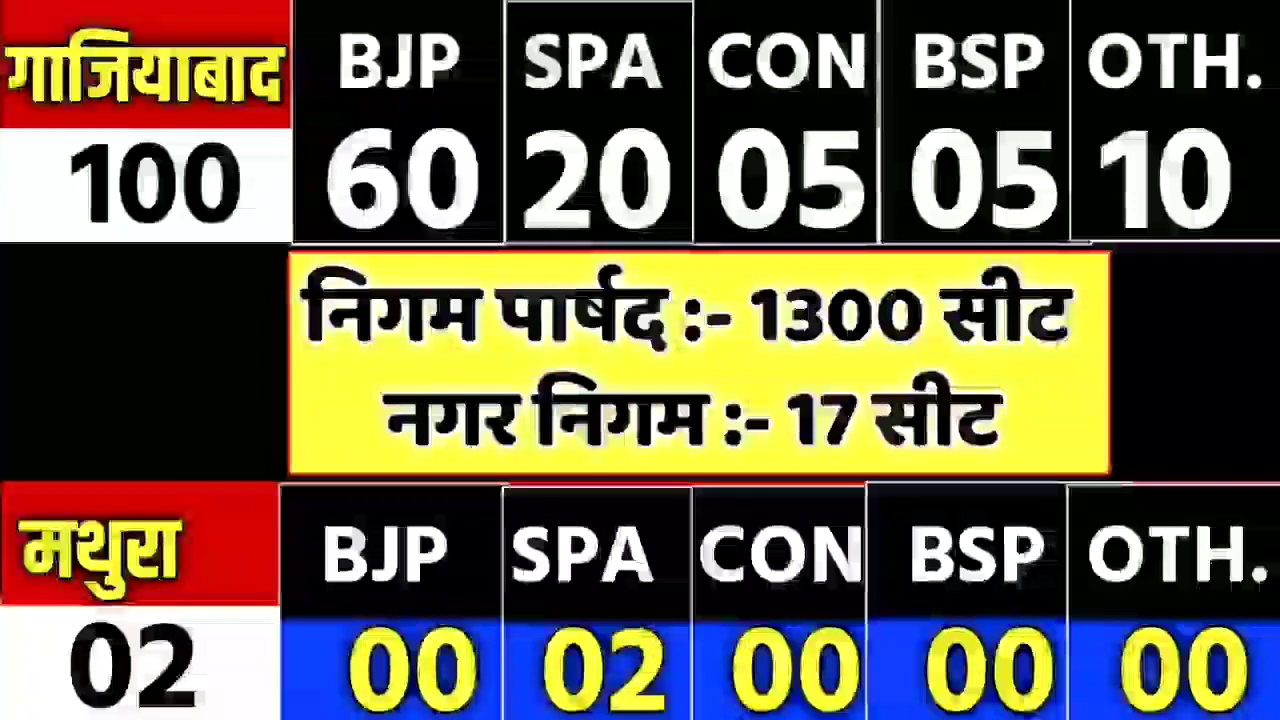 गाजियाबाद BJP SPA CON BSP OTH.
100 60 20 05 05 10
निगम पार्षद :- 1300 सीट
नगर निगम :- 17 सीट
मथुरा BJP SPA CON BSP OTH.
02 00 02 00 00 00